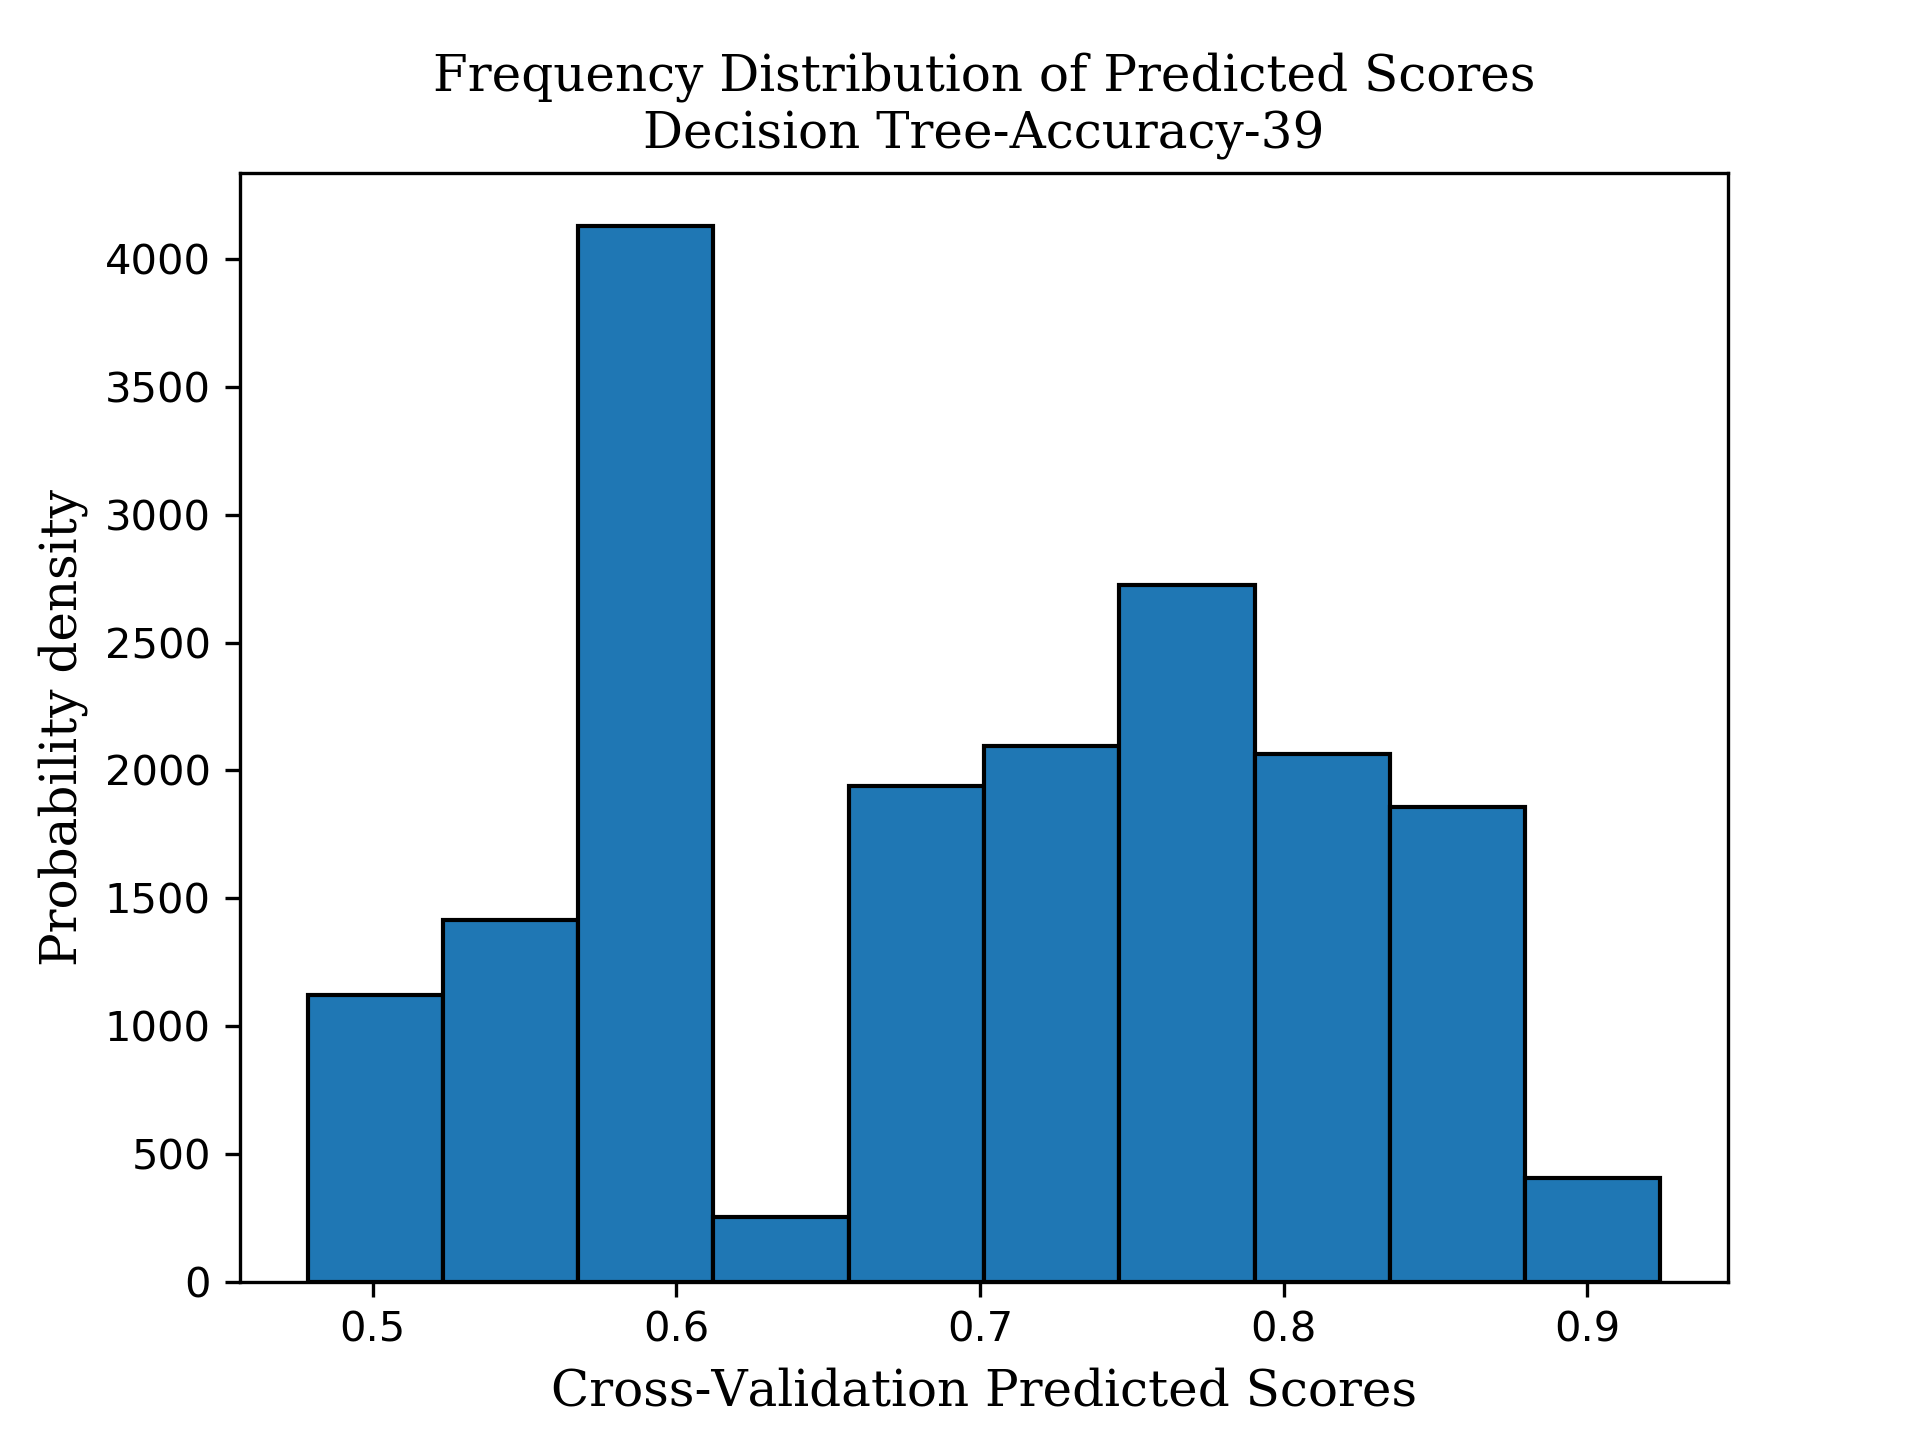 Frequency Distribution of Predicted Scores
Decision Tree-Accuracy-39
Probability density
4000
3500
3000
2500
2000
1500
1000
500
0
0.5 0.6 0.7 0.8 0.9
Cross-Validation Predicted Scores